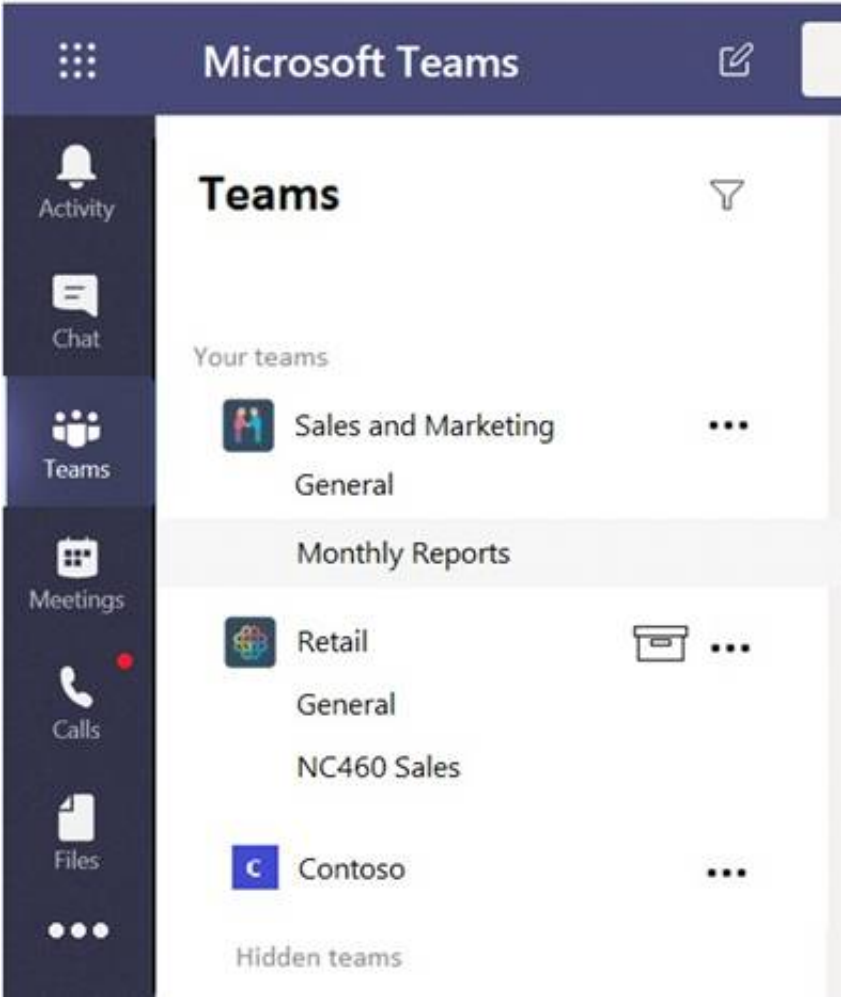 Microsoft Teams
Activity
Chat
Teams
Meetings
Calls
Files
Teams
Your teams
Sales and Marketing
General
Monthly Reports
Retail
General
NC460 Sales
C Contoso
Hidden teams